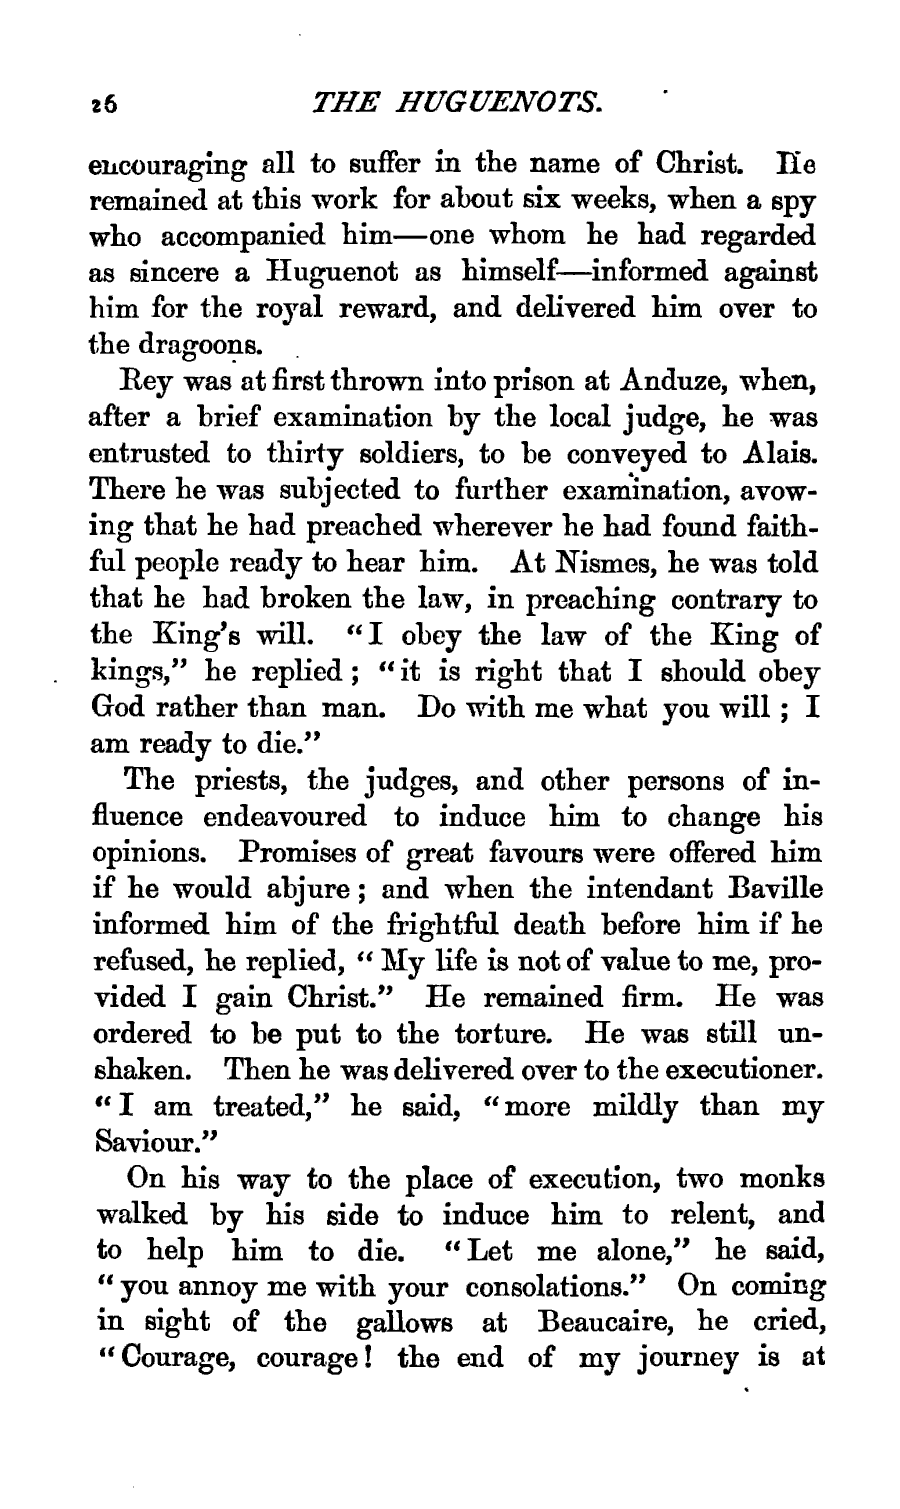 26 THE HUGUENOTS.
encouraging all to suffer in the name of Christ. He
remained at this work for about six weeks, when a spy
who accompanied him—one whom he had regarded
as sincere a Huguenot as himself—informed against
him for the royal reward, and delivered him over to
the dragoons.
Rey was at first thrown into prison at Anduze, when,
after a brief examination by the local judge, he was
entrusted to thirty soldiers, to be conveyed to Alais.
There he was subjected to further examination, avow-
ing that he had preached wherever he had found faith-
ful people ready to hear him. At Nismes, he was told
that he had broken the law, in preaching contrary to
the King's will. "I obey the law of the King of
kings," he replied; "it is right that I should obey
God rather than man. Do with me what you will; I
am ready to die."
The priests, the judges, and other persons of in-
fluence endeavoured to induce him to change his
opinions. Promises of great favours were offered him
if he would abjure; and when the intendant Baville
informed him of the frightful death before him if he
refused, he replied, "My life is not of value to me, pro-
vided I gain Christ." He remained firm. He was
ordered to be put to the torture. He was still un-
shaken. Then he was delivered over to the executioner.
"I am treated," he said, "more mildly than my
Saviour."
On his way to the place of execution, two monks
walked by his side to induce him to relent, and
to help him to die. "Let me alone," he said,
"you annoy me with your consolations." On coming
in sight of the gallows at Beaucaire, he cried,
"Courage, courage! the end of my journey is at